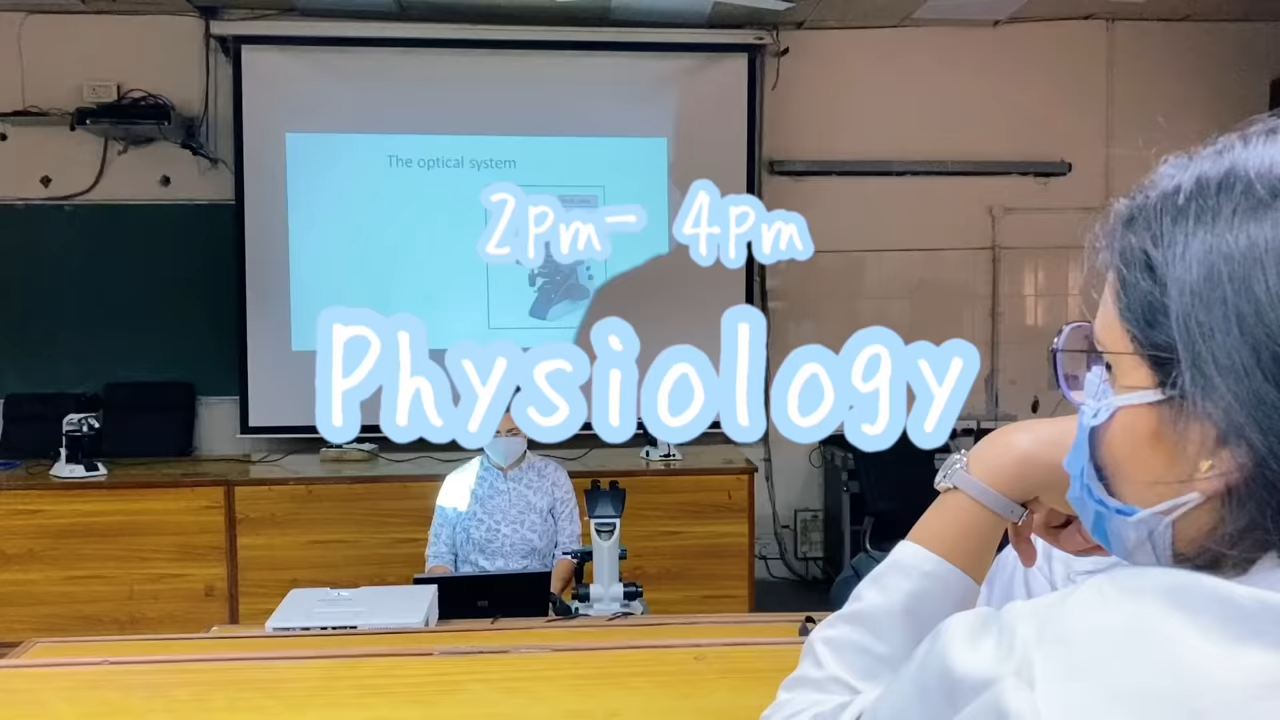 The optical system
2pm- 4pm
Physiology